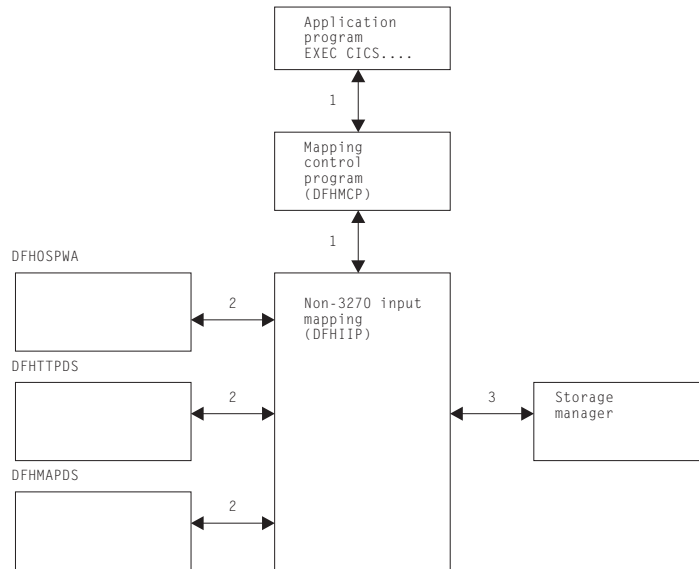 Application
program
EXEC CICS....
1
Mapping
control
program
(DFHMCP)
1
DFHOSPWA
2
Non-3270 input
mapping
(DFHIIP)
DFHTTPDS
2
3
Storage
manager
DFHMAPDS
2